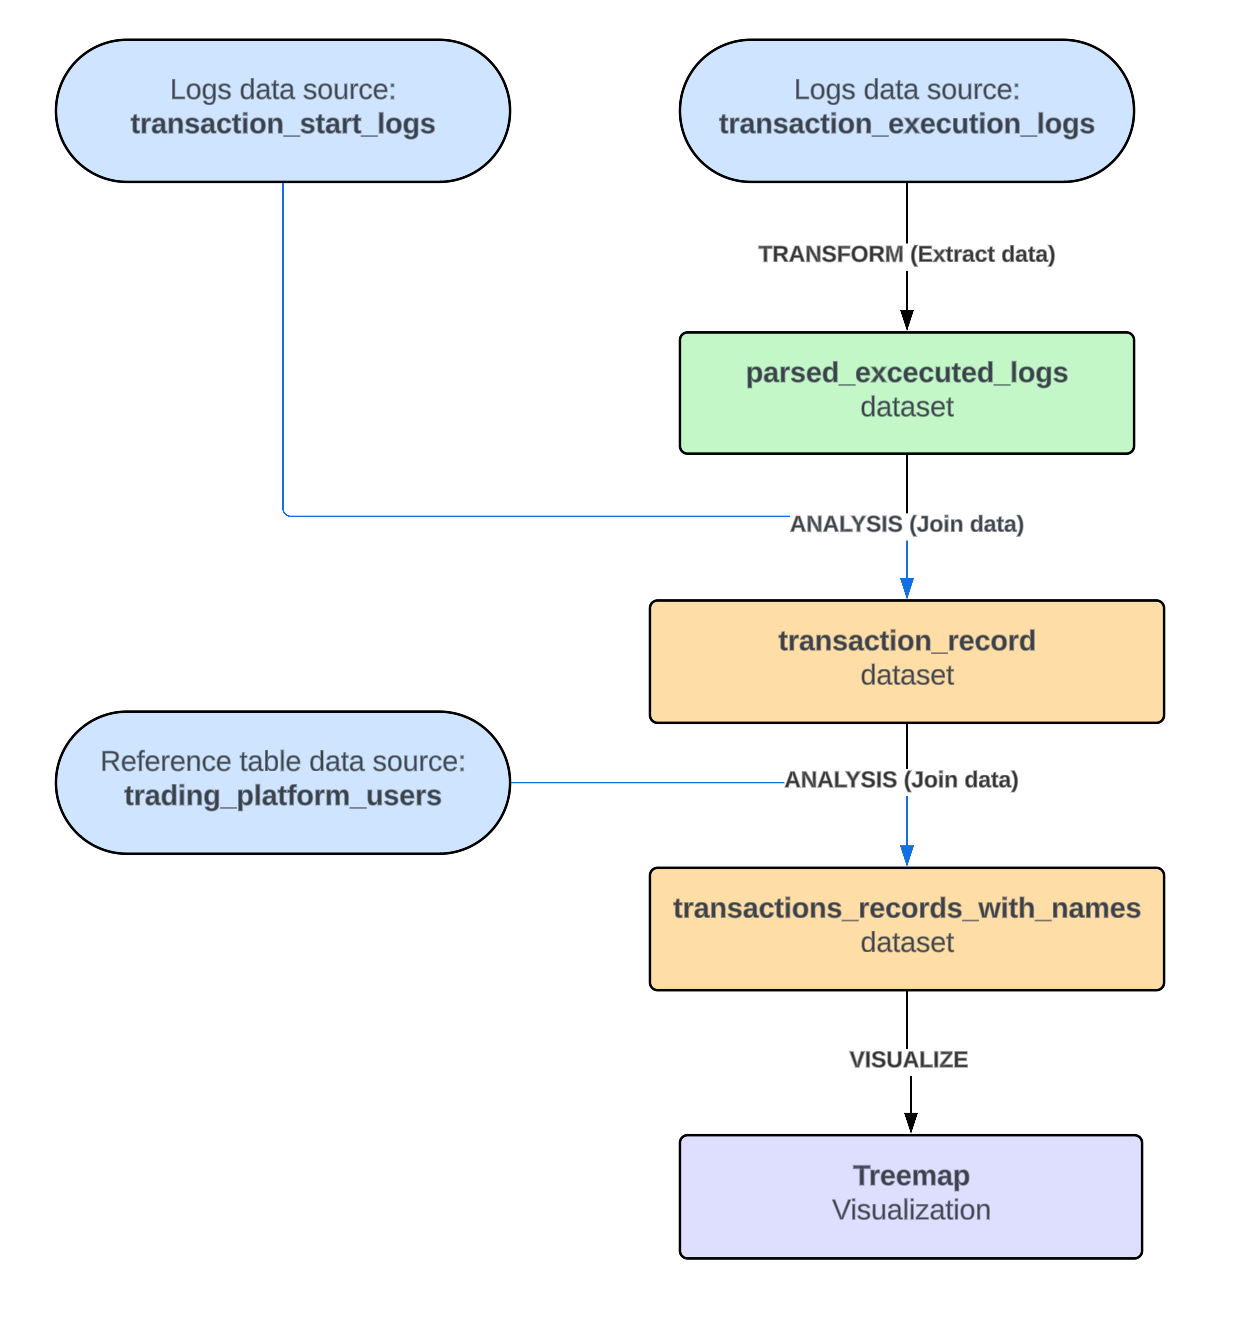 Logs data source:
transaction_start_logs
Logs data source:
transaction_execution_logs
TRANSFORM (Extract data)
parsed_excecuted_logs
dataset
ANALYSIS (Join data)
transaction_record
dataset
Reference table data source:
trading_platform_users
ANALYSIS (Join data)
transactions_records_with_names
dataset
VISUALIZE
Treemap
Visualization